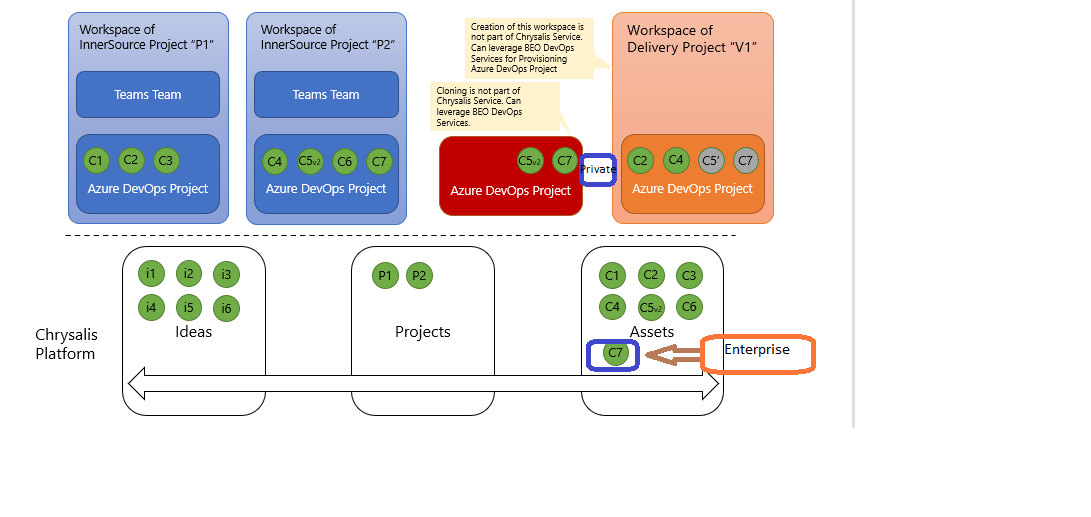 Workspace of
InnerSource Project “P1”
Teams Team
C1 C2 C3
Azure DevOps Project
Workspace of
InnerSource Project “P2”
Teams Team
C4 C5v2 C6 C7
Azure DevOps Project
Creation of this workspace is
not part of Chrysalis Service.
Can leverage BEO DevOps
Services for Provisioning
Azure DevOps Project
Cloning is not part of
Chrysalis Service. Can
leverage BEO DevOps
Services.
C5v2 C7
Azure DevOps Project
Private
Workspace of
Delivery Project “V1”
C2 C4 C5’ C7
Azure DevOps Project
Chrysalis
Platform
i1 i2 i3
i4 i5 i6
Ideas
P1 P2
Projects
C1 C2 C3
C4 C5v2 C6
Assets
C7
Enterprise